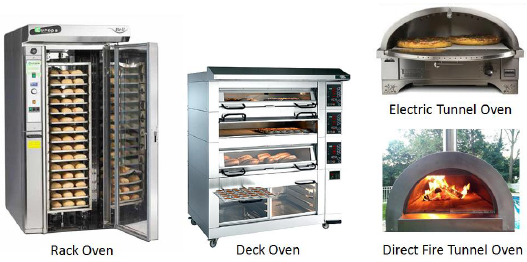 Electric Tunnel Oven
Rack Oven
Deck Oven
Direct Fire Tunnel Oven